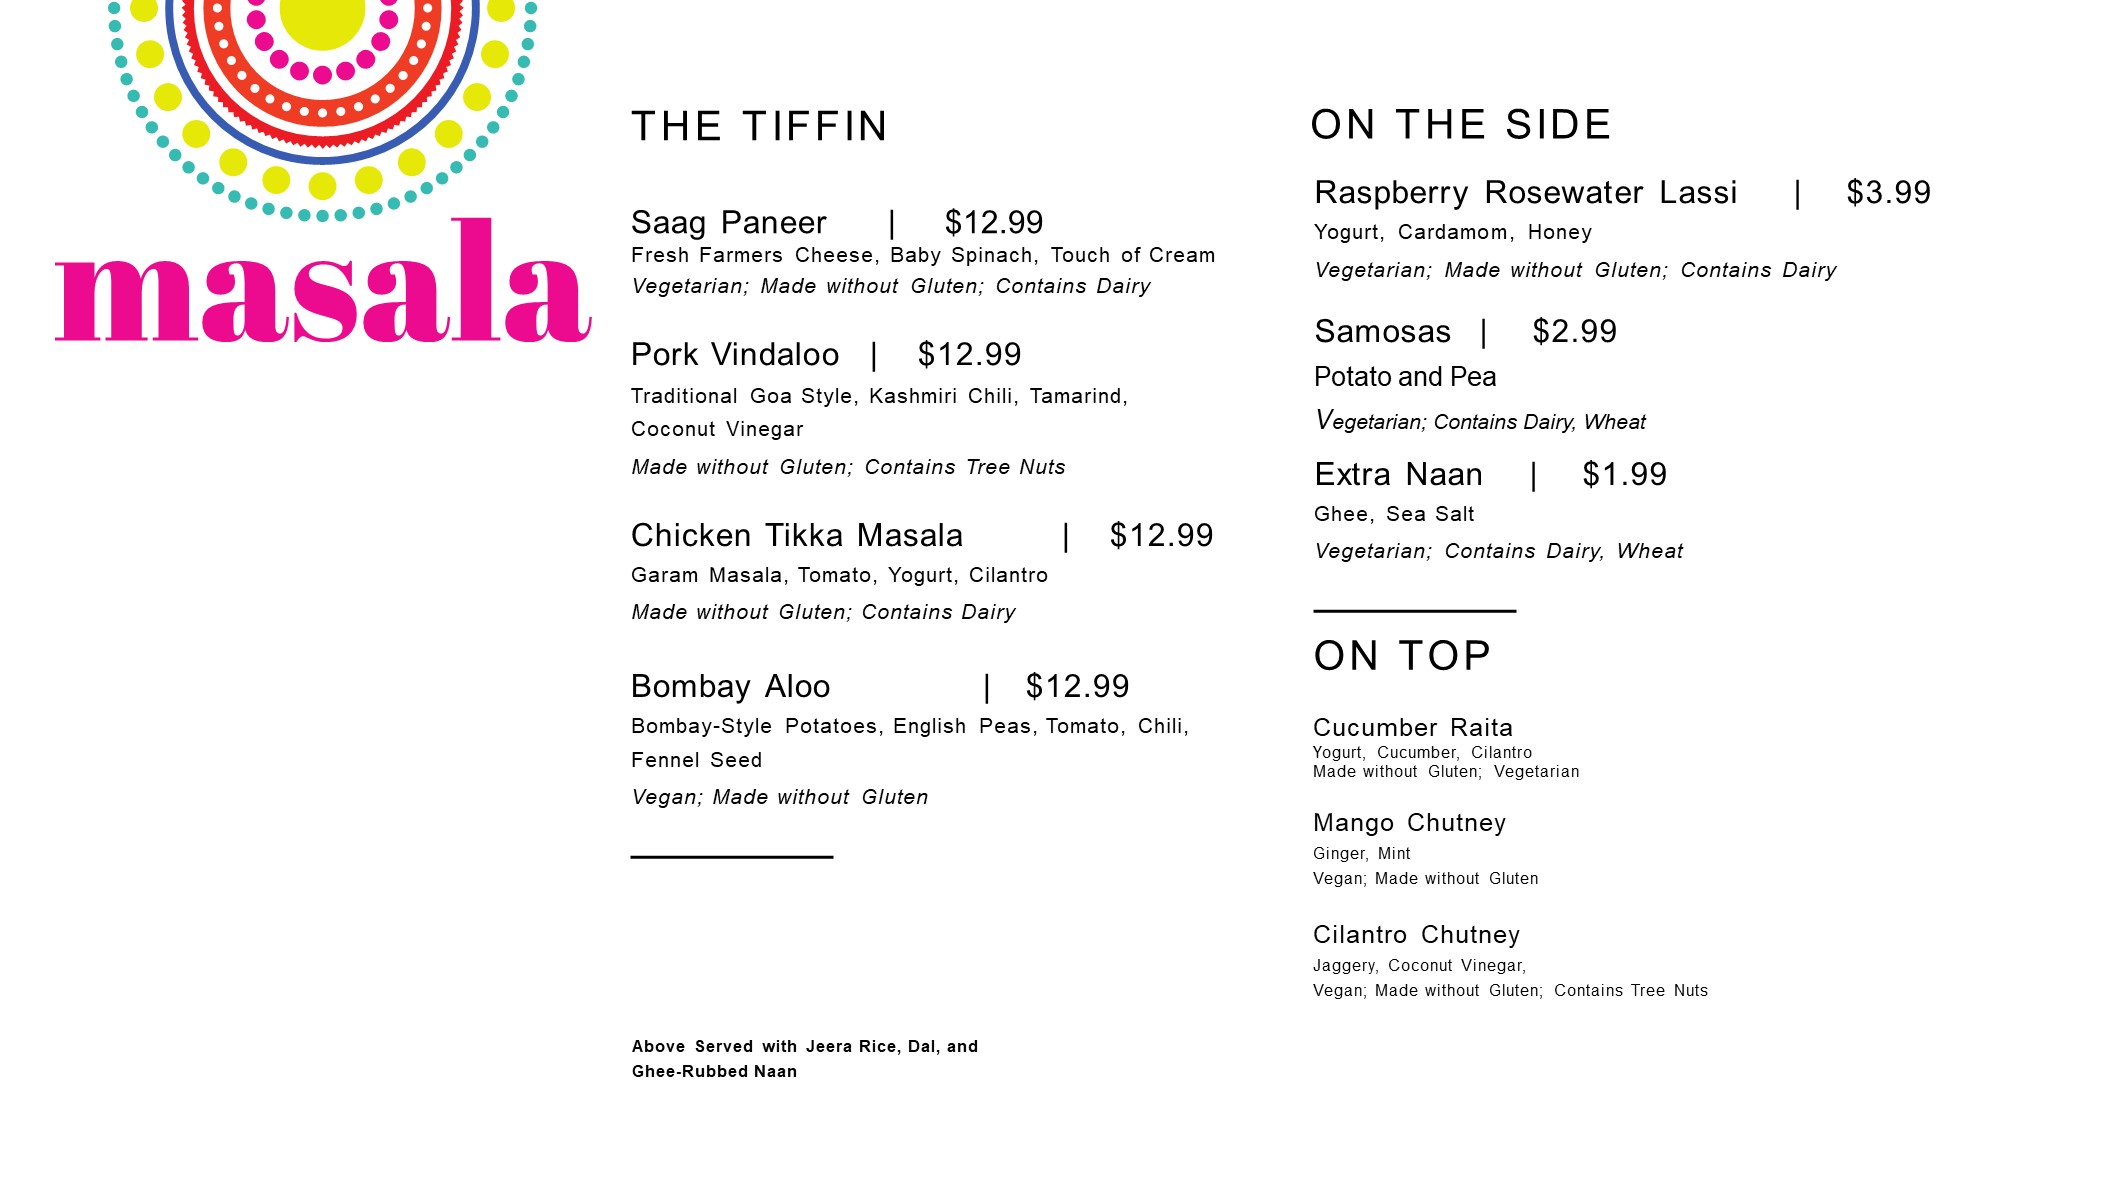 masala
THE TIFFIN
Saag Paneer | $12.99
Fresh Farmers Cheese, Baby Spinach, Touch of Cream
Vegetarian; Made without Gluten; Contains Dairy
Pork Vindaloo | $12.99
Traditional Goa Style, Kashmiri Chili, Tamarind,
Coconut Vinegar
Made without Gluten; Contains Tree Nuts
Chicken Tikka Masala | $12.99
Garam Masala, Tomato, Yogurt, Cilantro
Made without Gluten; Contains Dairy
Bombay Aloo | $12.99
Bombay-Style Potatoes, English Peas, Tomato, Chili,
Fennel Seed
Vegan; Made without Gluten
Above Served with Jeera Rice, Dal, and
Ghee-Rubbed Naan
ON THE SIDE
Raspberry Rosewater Lassi | $3.99
Yogurt, Cardamom, Honey
Vegetarian; Made without Gluten; Contains Dairy
Samosas | $2.99
Potato and Pea
Vegetarian; Contains Dairy, Wheat
Extra Naan | $1.99
Ghee, Sea Salt
Vegetarian; Contains Dairy, Wheat
ON TOP
Cucumber Raita
Yogurt, Cucumber, Cilantro
Made without Gluten; Vegetarian
Mango Chutney
Ginger, Mint
Vegan; Made without Gluten
Cilantro Chutney
Jaggery, Coconut Vinegar,
Vegan; Made without Gluten; Contains Tree Nuts